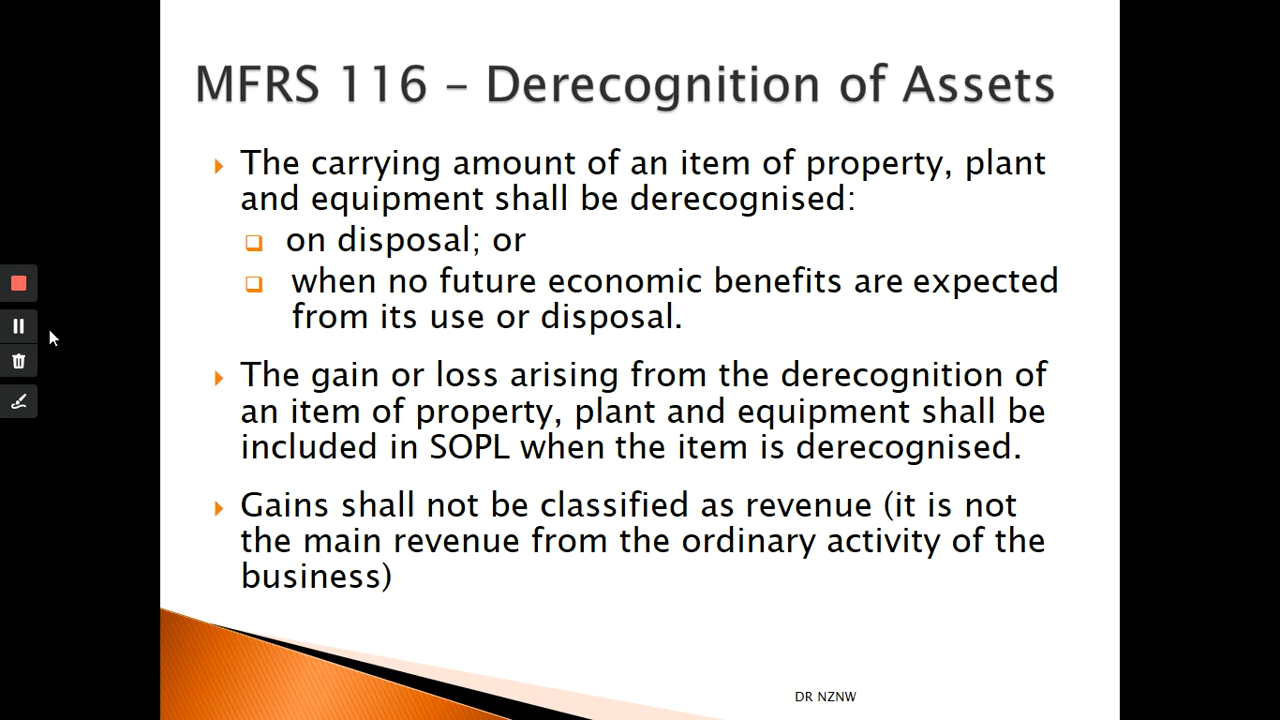 MFRS 116 – Derecognition of Assets
The carrying amount of an item of property, plant
and equipment shall be derecognised:
on disposal; or
when no future economic benefits are expected
from its use or disposal.
The gain or loss arising from the derecognition of
an item of property, plant and equipment shall be
included in SOPL when the item is derecognised.
Gains shall not be classified as revenue (it is not
the main revenue from the ordinary activity of the
business)
DR NZNW